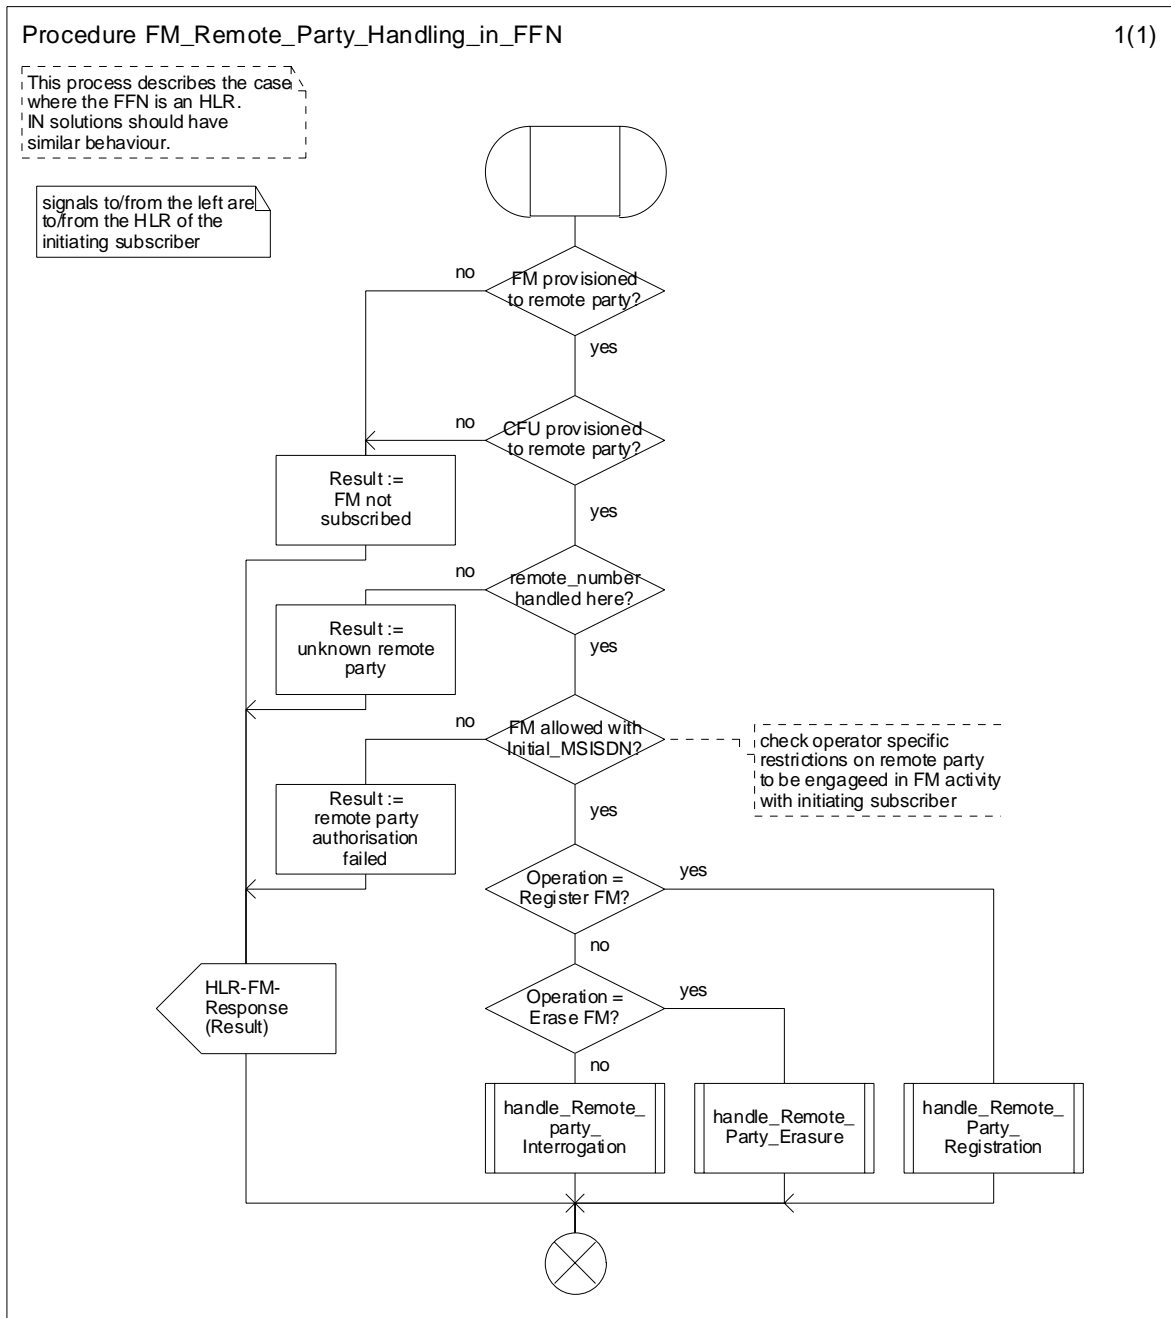 Procedure FM_Remote_Party_Handling_in_FFN
1(1)
This process describes the case
where the FFN is an HLR.
IN solutions should have
similar behaviour.
signals to/from the left are
to/from the HLR of the
initiating subscriber
no
FM provisioned
to remote party?
yes
no
CFU provisioned
to remote party?
Result :=
FM not
subscribed
yes
no
remote_number
handled here?
Result :=
unknown remote
party
yes
no
FM allowed with
Initial_MSISDN?
check operator specific
restrictions on remote party
to be engageed in FM activity
with initiating subscriber
Result :=
remote party
authorisation
failed
yes
Operation =
Register FM?
yes
no
HLR-FM-
Response
(Result)
Operation =
Erase FM?
yes
no
handle_Remote_
party_
Interrogation
handle_Remote_
Party_Erasure
handle_Remote_
Party_
Registration